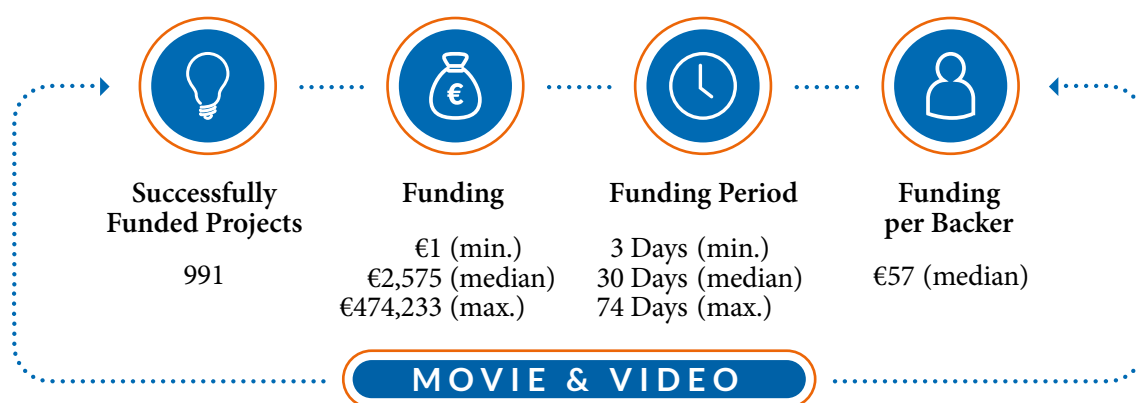 €
Successfully
Funded Projects
991
Funding
€1 (min.)
€2,575 (median)
€474,233 (max.)
Funding Period
3 Days (min.)
30 Days (median)
74 Days (max.)
Funding
per Backer
€57 (median)
MOVIE & VIDEO